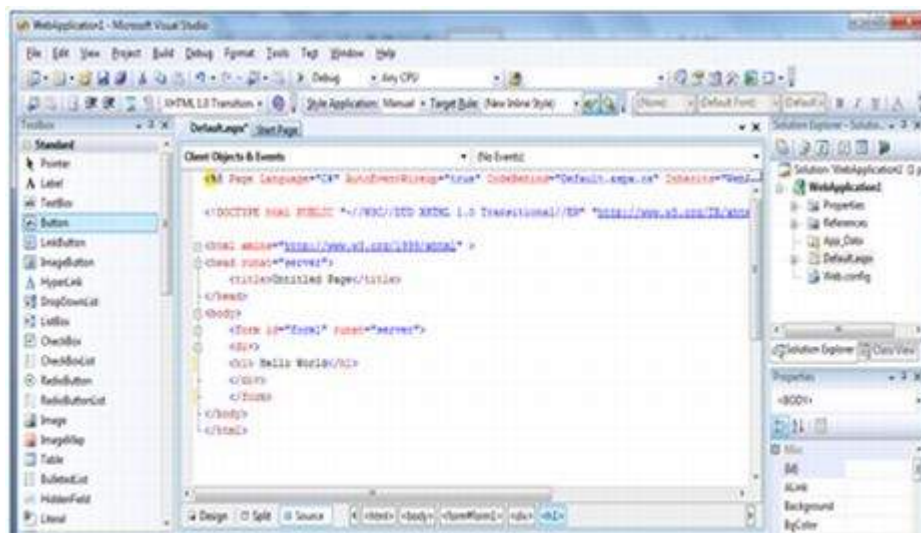 WebApplication1 - Microsoft Visual Studio
File Edit View Project Build Debug Format Tools Test Window Help
Debug Any CPU
XHTML 1.0 Transition Style Application: Manual Target Rule: (New Inline Style) (None) (Default Font) (Default) B I U A
Toolbox
Standard
Pointer
Label
TextBox
Button
LinkButton
ImageButton
HyperLink
DropDownList
ListBox
CheckBox
CheckBoxList
RadioButton
RadioButtonList
Image
ImageMap
Table
BulletedList
HiddenField
Literal
Default.aspx* Start Page
Client Objects & Events (No Events)
<%@ Page Language="C#" AutoEventWireup="true" CodeBehind="Default.aspx.cs" Inherits=
<!DOCTYPE html PUBLIC "-//W3C//DTD XHTML 1.0 Transitional//EN" "http://www.w3.org/TR/
<html xmlns="http://www.w3.org/1999/xhtml" >
<head runat="server">
<title>Untitled Page</title>
</head>
<body>
<form id="form1" runat="server">
<div>
<h1> Hello World</h1>
</div>
</form>
</body>
</html>
Design Split Source <html> <body> <form#form1> <div> <h1>
Solution Explorer - Solutio...
Solution 'WebApplication1' (1 p
WebApplication1
Properties
References
App_Data
Default.aspx
Web.config
Solution Explorer Class View
Properties
<BODY>
Misc
(Id)
ALink
Background
BgColor